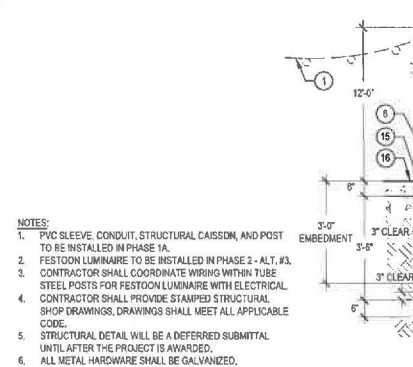 1
12'-0"
6
15
16
6"
3'-0"
EMBEDMENT
3'-6"
3" CLEAR
3" CLEAR
6"
NOTES:
1. PVC SLEEVE, CONDUIT, STRUCTURAL CAISSON, AND POST
TO BE INSTALLED IN PHASE 1A.
2. FESTOON LUMINAIRE TO BE INSTALLED IN PHASE 2 - ALT. #3.
3. CONTRACTOR SHALL COORDINATE WIRING WITHIN TUBE
STEEL POSTS FOR FESTOON LUMINAIRE WITH ELECTRICAL
4. CONTRACTOR SHALL PROVIDE STAMPED STRUCTURAL
SHOP DRAWINGS. DRAWINGS SHALL MEET ALL APPLICABLE
CODE.
5. STRUCTURAL DETAIL WILL BE A DEFERRED SUBMITTAL
UNTIL AFTER THE PROJECT IS AWARDED.
6. ALL METAL HARDWARE SHALL BE GALVANIZED.